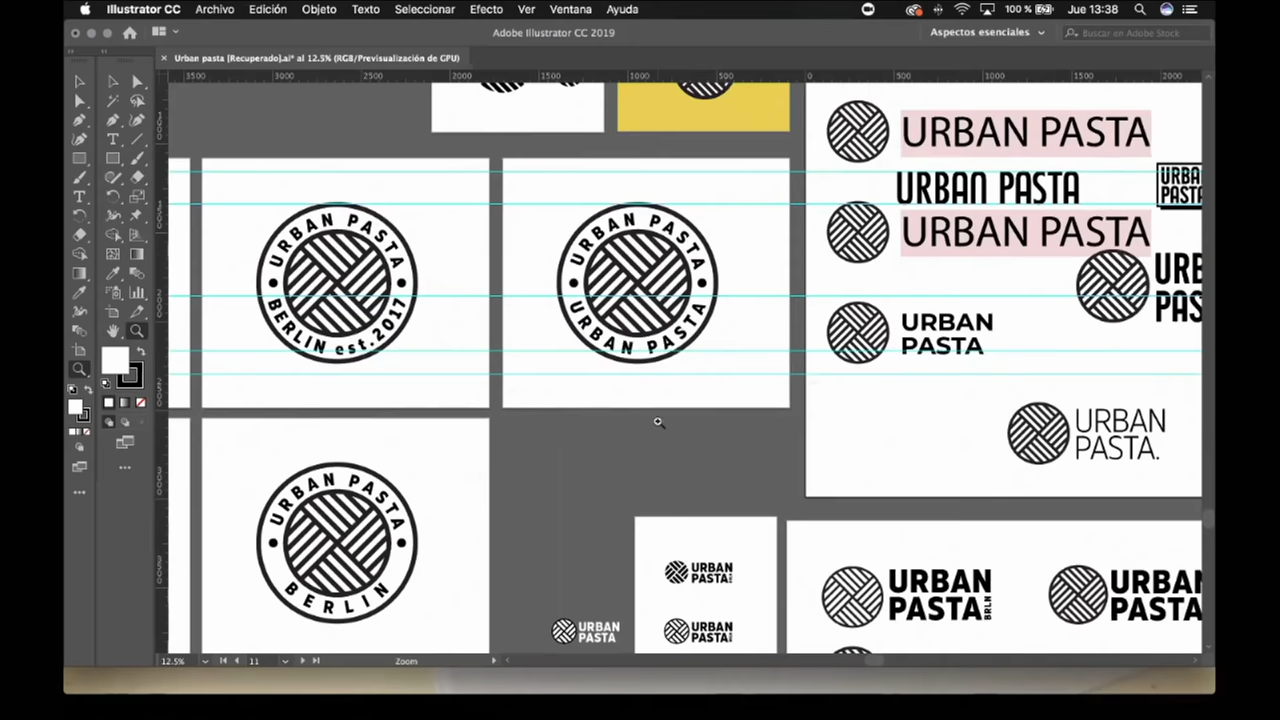 Illustrator CC Archivo Edición Objeto Texto Seleccionar Efecto Ver Ventana Ayuda 100 % Jue 13:38
Adobe Illustrator CC 2019 Aspectos esenciales Buscar en Adobe Stock
× Urban pasta [Recuperado].ai* al 12.5% (RGB/Previsualización de GPU)
3500 3000 2500 2000 1500 1000 500 0 500 1000 1500 2000
URBAN PASTA
URBAN PASTA
URBAN PASTA
URBAN PASTA
URBAN PASTA
BERLIN est.2017
URBAN PASTA
URBAN PASTA
URB
PAS
URBAN
PASTA
URBAN
PASTA.
URBAN PASTA
BERLIN
URBAN
PASTA
URBAN
PASTA
URBAN
PASTA
URBAN
PASTA BRLN
URBAN
PASTA
12.5% 11 Zoom